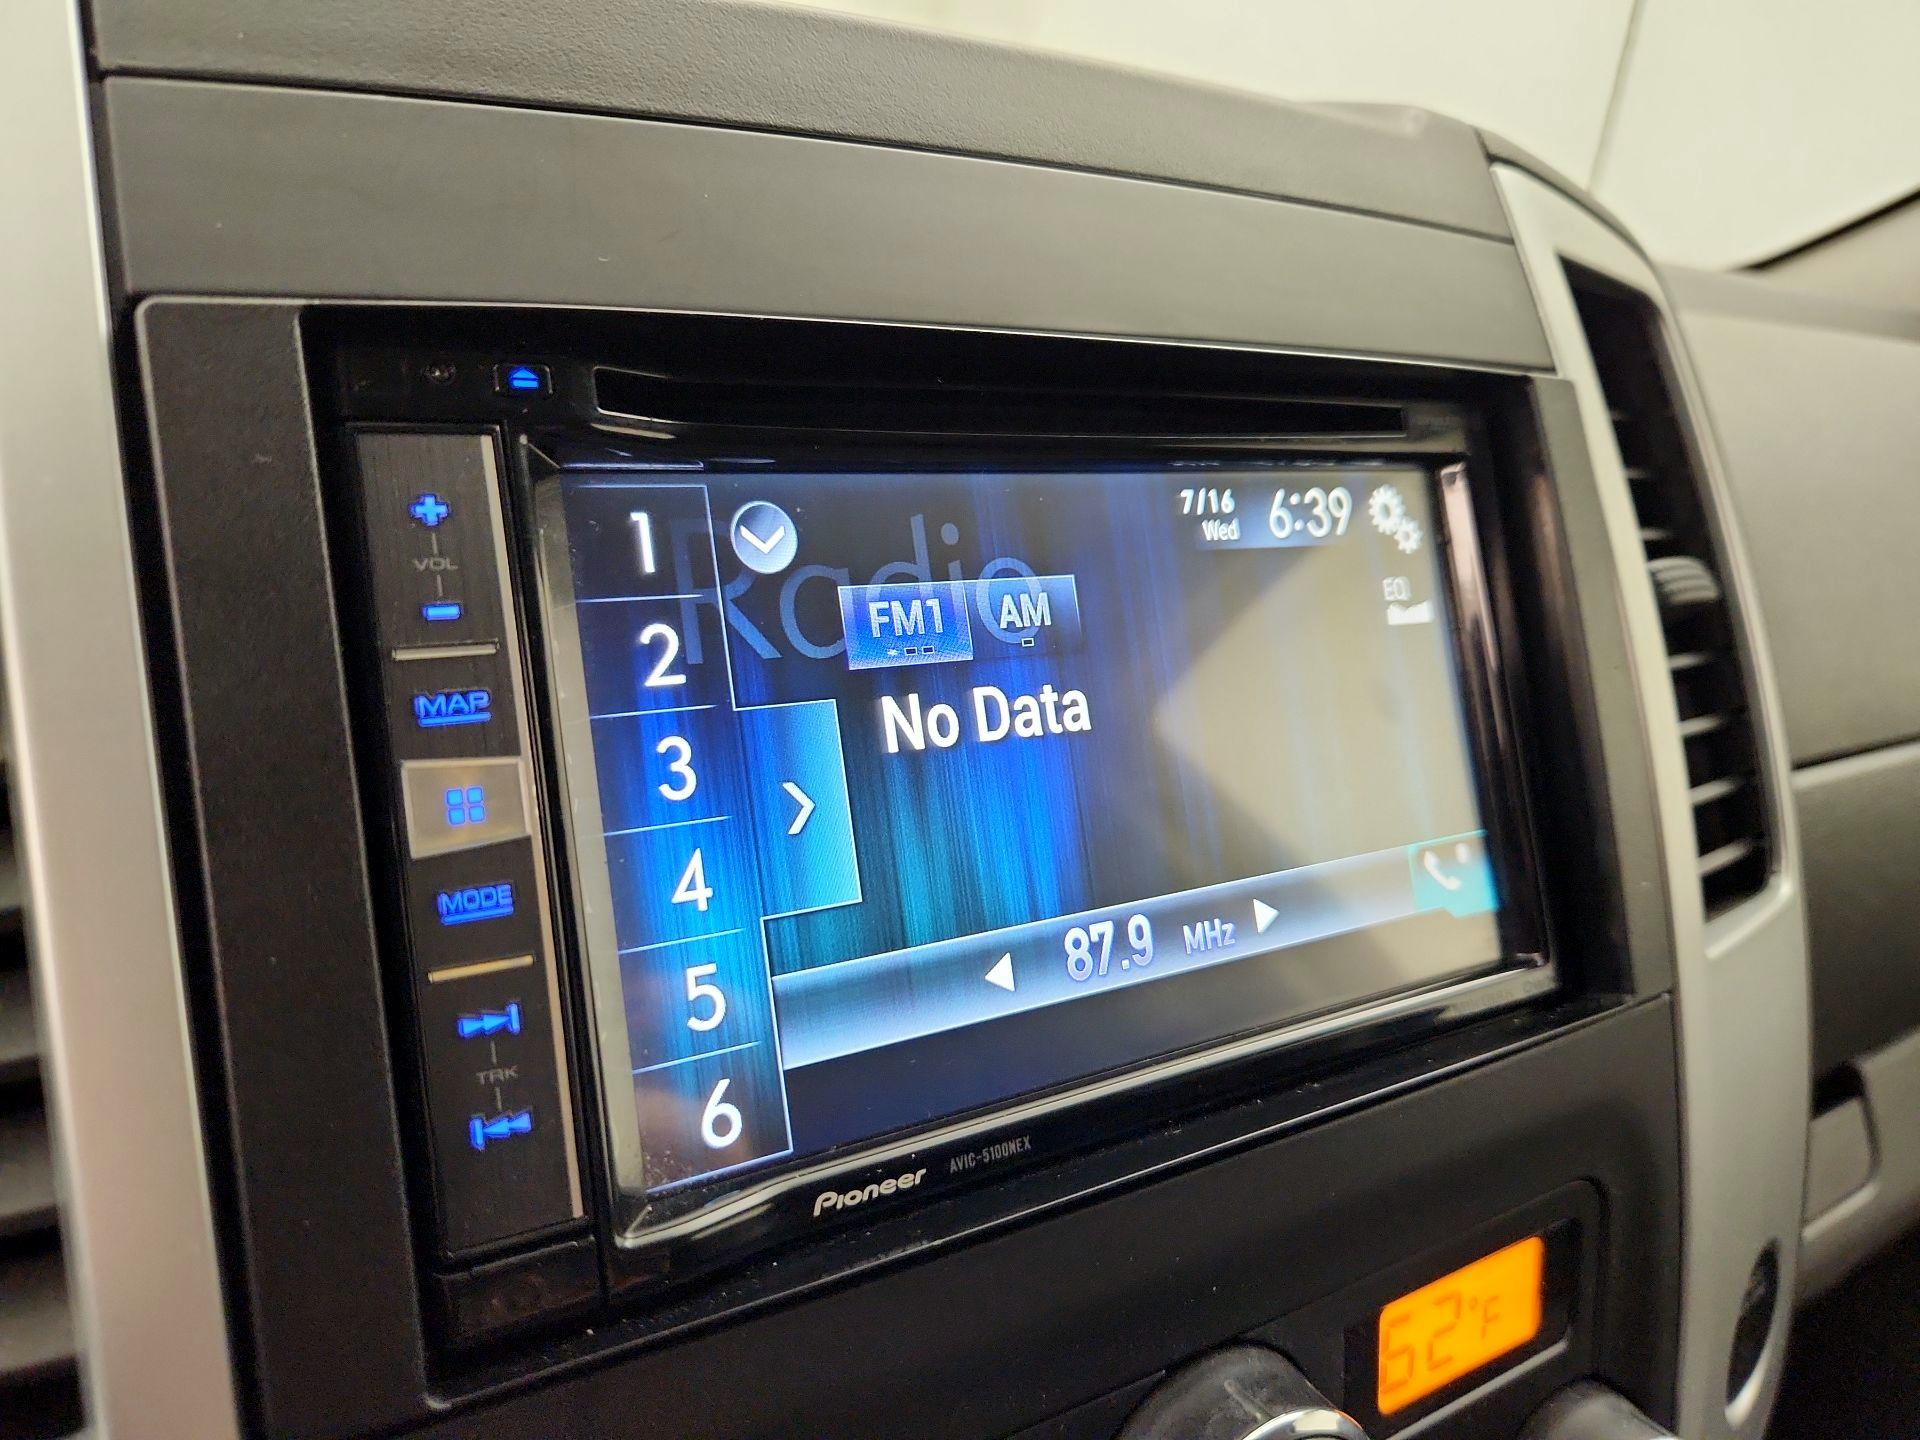 VOL
MAP
MODE
TRK
Radio
7/16
Wed
6:39
EQ
1
2
3
4
5
6
FM1
AM
No Data
87.9 MHz
Pioneer AVIC-5100NEX
62°F